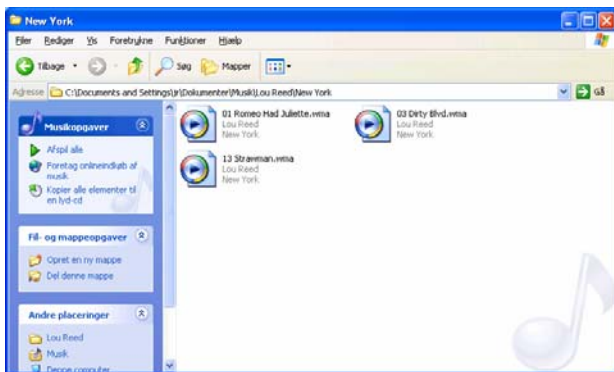 New York
Filer Rediger Vis Foretrukne Funktioner Hjælp
Tilbage Søg Mapper
Adresse C:\Documents and Settings\jr\Dokumenter\Musik\Lou Reed\New York Gå
Musikopgaver
Afspil alle
Foretag onlineindkøb af
musik
Kopier alle elementer til
en lyd-cd
Fil- og mappeopgaver
Opret en ny mappe
Del denne mappe
Andre placeringer
Lou Reed
Musik
Denne computer
01 Romeo Had Juliette.wma
Lou Reed
New York
03 Dirty Blvd.wma
Lou Reed
New York
13 Strawman.wma
Lou Reed
New York